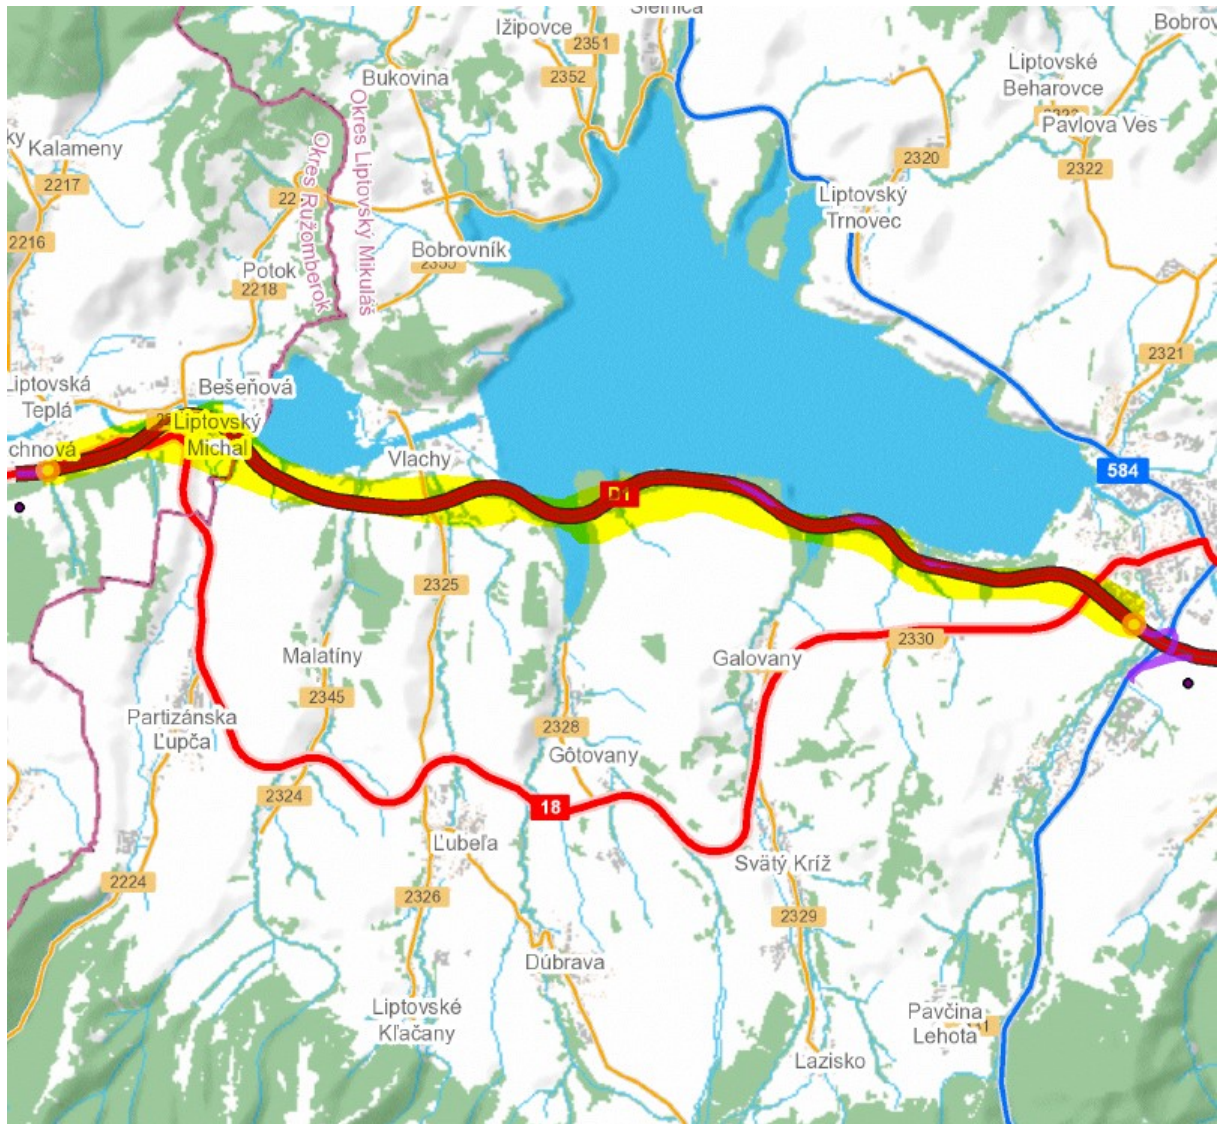 Ižipovce
2351
2352
Bukovina
Liptovské
Beharovce
Pavlova Ves
2322
2320
Kalameny
2217
2216
Okres Liptovský Mikuláš
Okres Ružomberok
Liptovský
Trnovec
Bobrovník
Potok
2218
2321
Liptovská
Teplá
Bešeňová
Liptovský
Michal
Vlachy
584
D1
2325
2330
Malatíny
Galovany
2345
Partizánska
Ľupča
2328
Gôtovany
2324
18
Ľubeľa
Svätý Kríž
2224
2326
2329
Dúbrava
Liptovské
Kľačany
Pavčina
Lehota
Lazisko